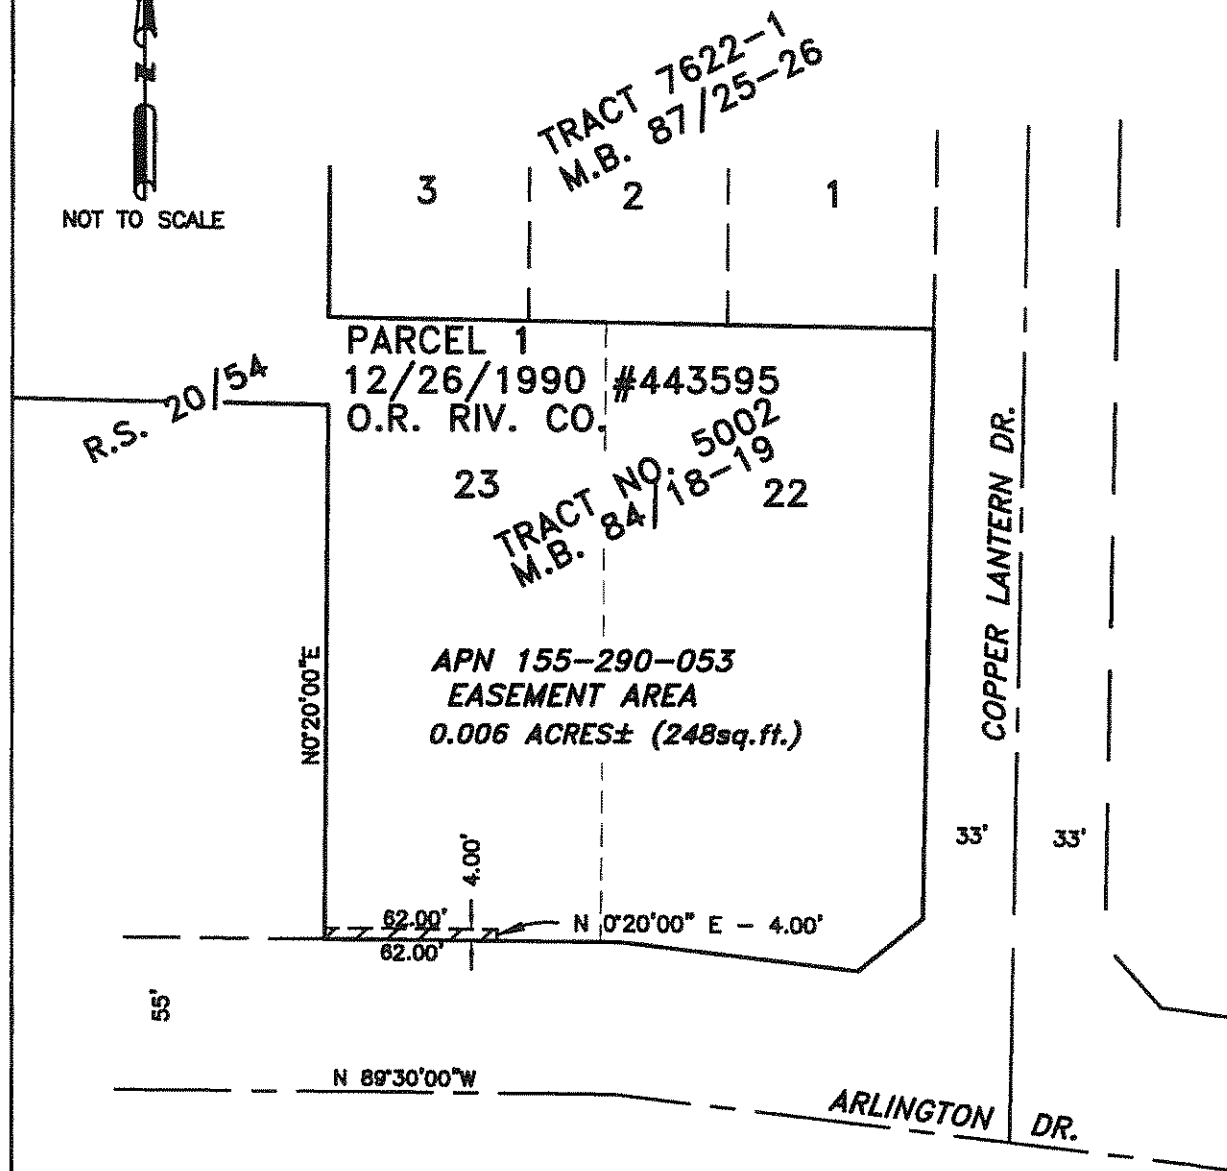 N
NOT TO SCALE
TRACT 7622-1
M.B. 87/25-26
3
2
1
R.S. 20/54
PARCEL 1
12/26/1990 #443595
O.R. RIV. CO.
23
TRACT NO. 5002
M.B. 84/18-19
22
COPPER LANTERN DR.
N0°20'00"E
APN 155-290-053
EASEMENT AREA
0.006 ACRES± (248sq.ft.)
33'
33'
4.00'
62.00'
N 0°20'00" E - 4.00'
62.00'
55'
N 89°30'00"W
ARLINGTON DR.